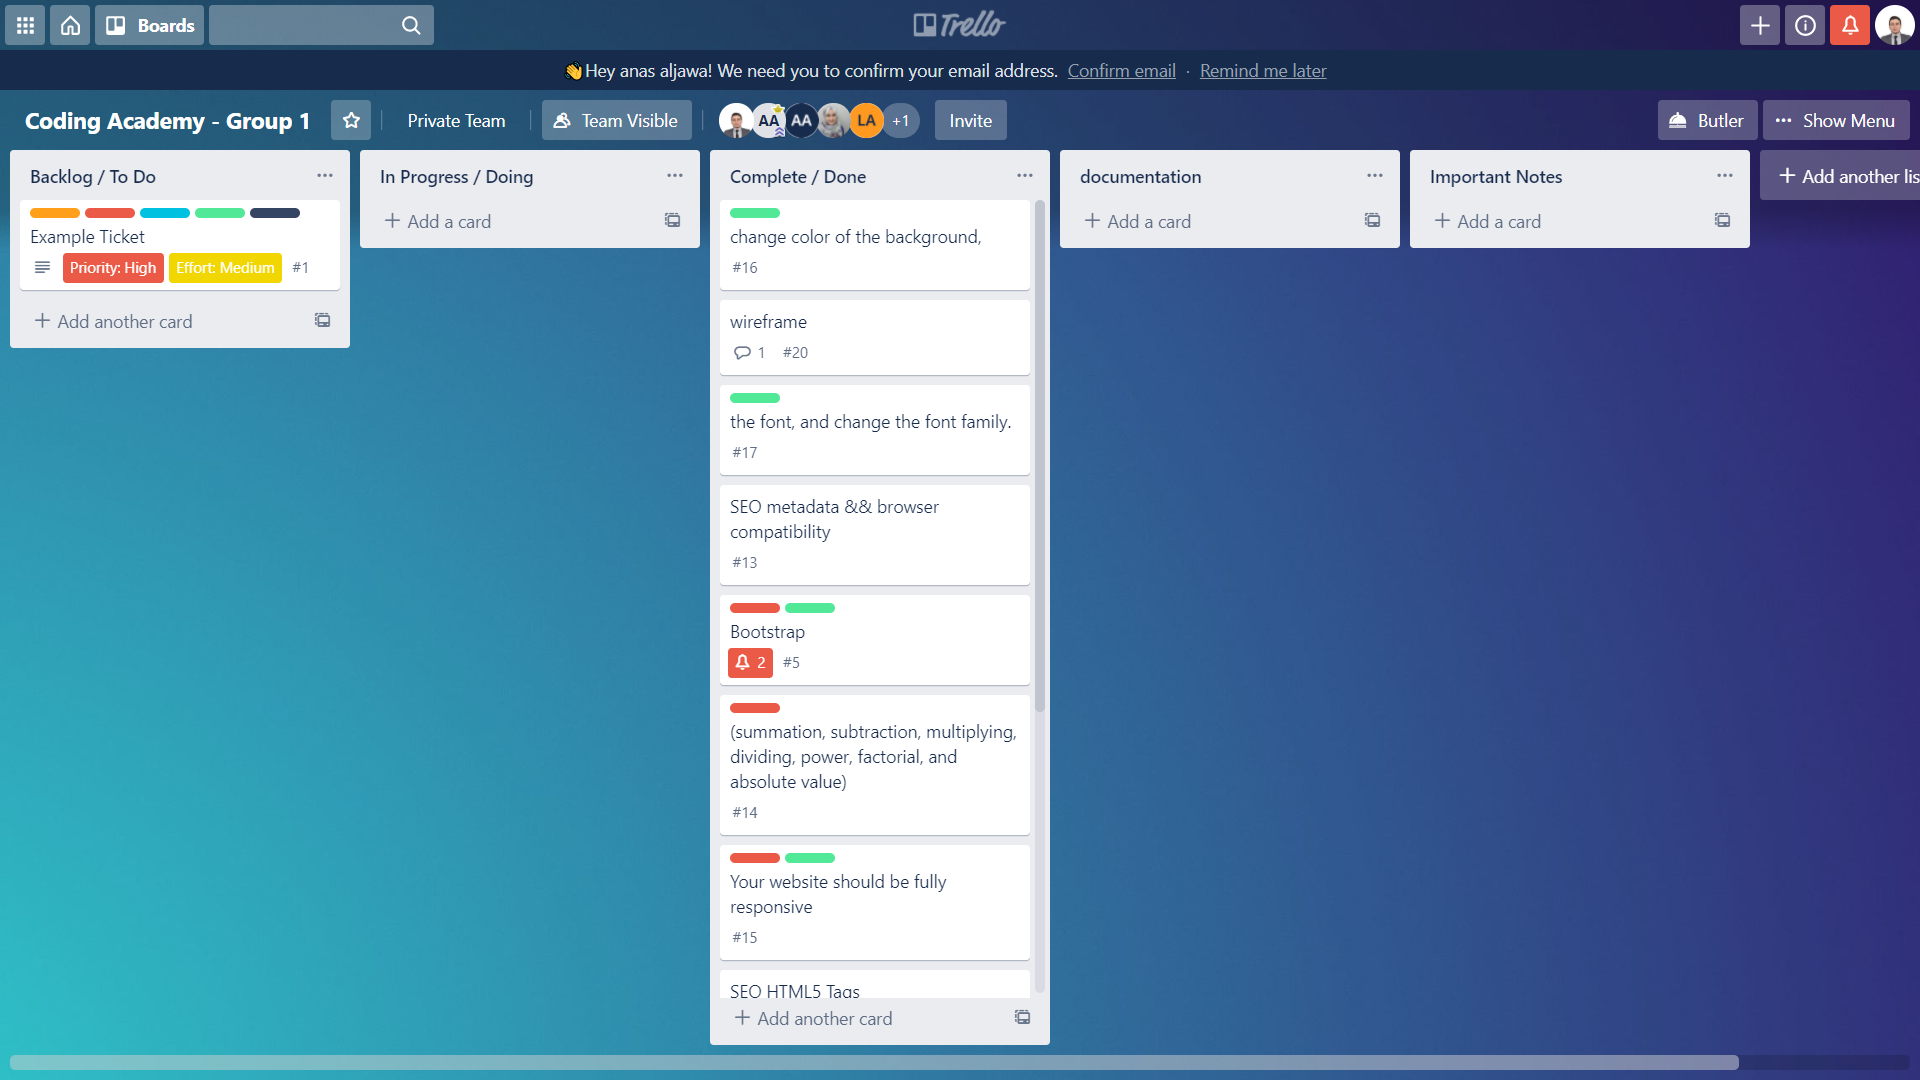 Boards
Trello
👋Hey anas aljawa! We need you to confirm your email address. Confirm email · Remind me later
Coding Academy - Group 1
Private Team
Team Visible
AA
AA
LA
+1
Invite
Butler
··· Show Menu
Backlog / To Do
Example Ticket
Priority: High Effort: Medium #1
+ Add another card
In Progress / Doing
+ Add a card
Complete / Done
change color of the background,
#16
wireframe
1 #20
the font, and change the font family.
#17
SEO metadata && browser
compatibility
#13
Bootstrap
2 #5
(summation, subtraction, multiplying,
dividing, power, factorial, and
absolute value)
#14
Your website should be fully
responsive
#15
SEO HTML5 Tags
+ Add another card
documentation
+ Add a card
Important Notes
+ Add a card
+ Add another lis